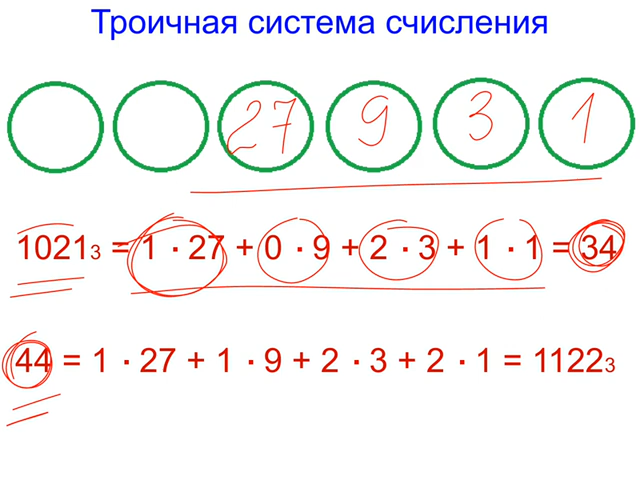 Троичная система счисления
27 9 3 1
1021₃ = 1 · 27 + 0 · 9 + 2 · 3 + 1 · 1 = 34
44 = 1 · 27 + 1 · 9 + 2 · 3 + 2 · 1 = 1122₃